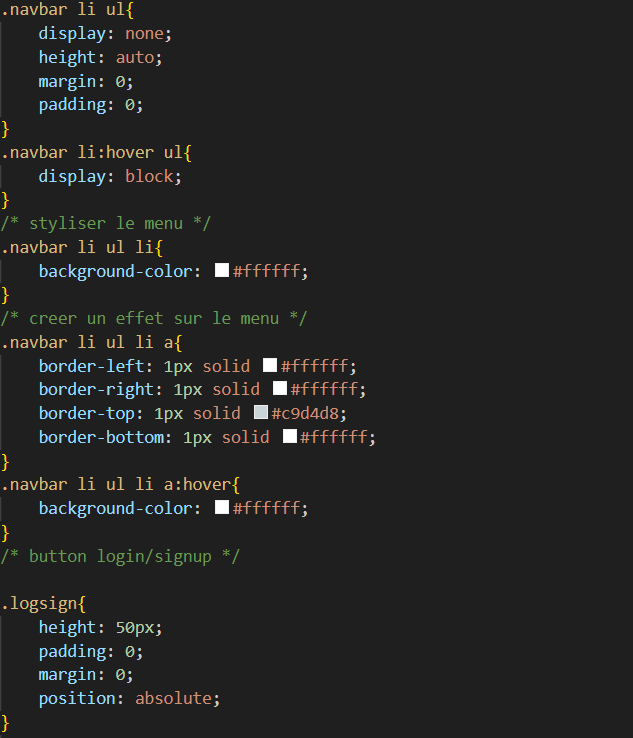 .navbar li ul{
    display: none;
    height: auto;
    margin: 0;
    padding: 0;
}
.navbar li:hover ul{
    display: block;
}
/* styliser le menu */
.navbar li ul li{
    background-color: #ffffff;
}
/* creer un effet sur le menu */
.navbar li ul li a{
    border-left: 1px solid #ffffff;
    border-right: 1px solid #ffffff;
    border-top: 1px solid #c9d4d8;
    border-bottom: 1px solid #ffffff;
}
.navbar li ul li a:hover{
    background-color: #ffffff;
}
/* button login/signup */

.logsign{
    height: 50px;
    padding: 0;
    margin: 0;
    position: absolute;
}